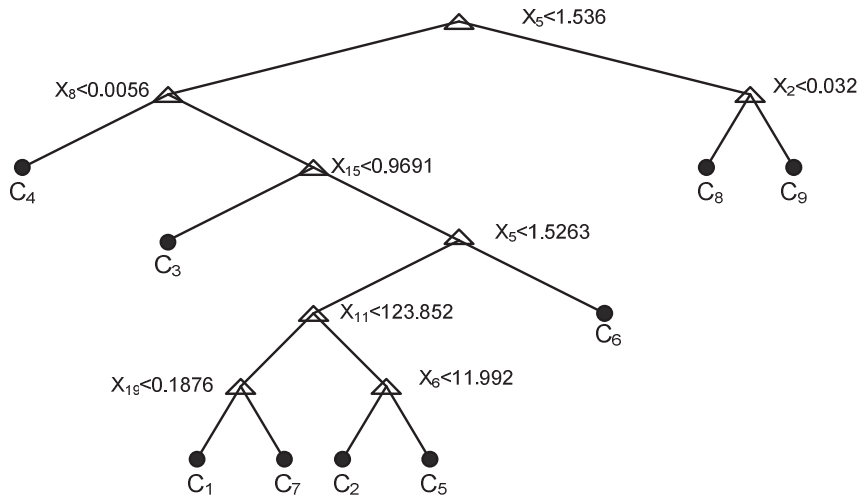 X₅<1.536
X₈<0.0056
X₂<0.032
X₁₅<0.9691
C₄
C₈
C₉
C₃
X₅<1.5263
X₁₁<123.852
C₆
X₁₉<0.1876
X₆<11.992
C₁
C₇
C₂
C₅